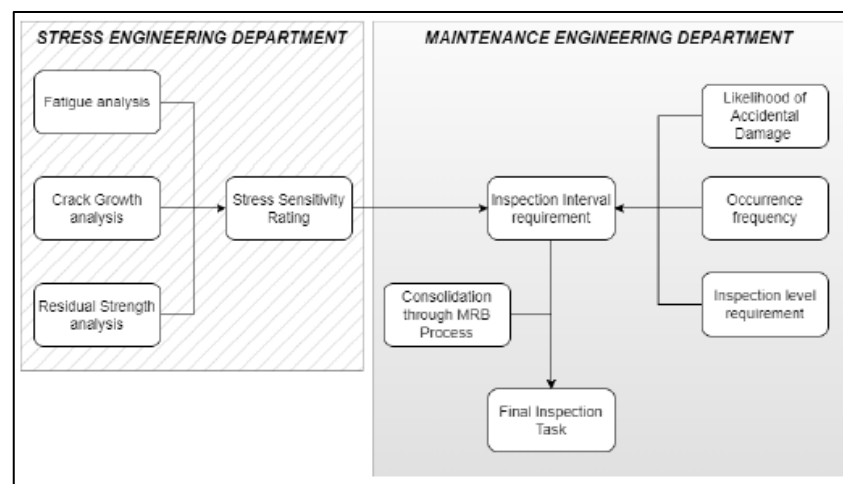 STRESS ENGINEERING DEPARTMENT
MAINTENANCE ENGINEERING DEPARTMENT
Fatigue analysis
Crack Growth
analysis
Residual Strength
analysis
Stress Sensitivity
Rating
Inspection Interval
requirement
Consolidation
through MRB
Process
Final Inspection
Task
Likelihood of
Accidental
Damage
Occurrence
frequency
Inspection level
requirement